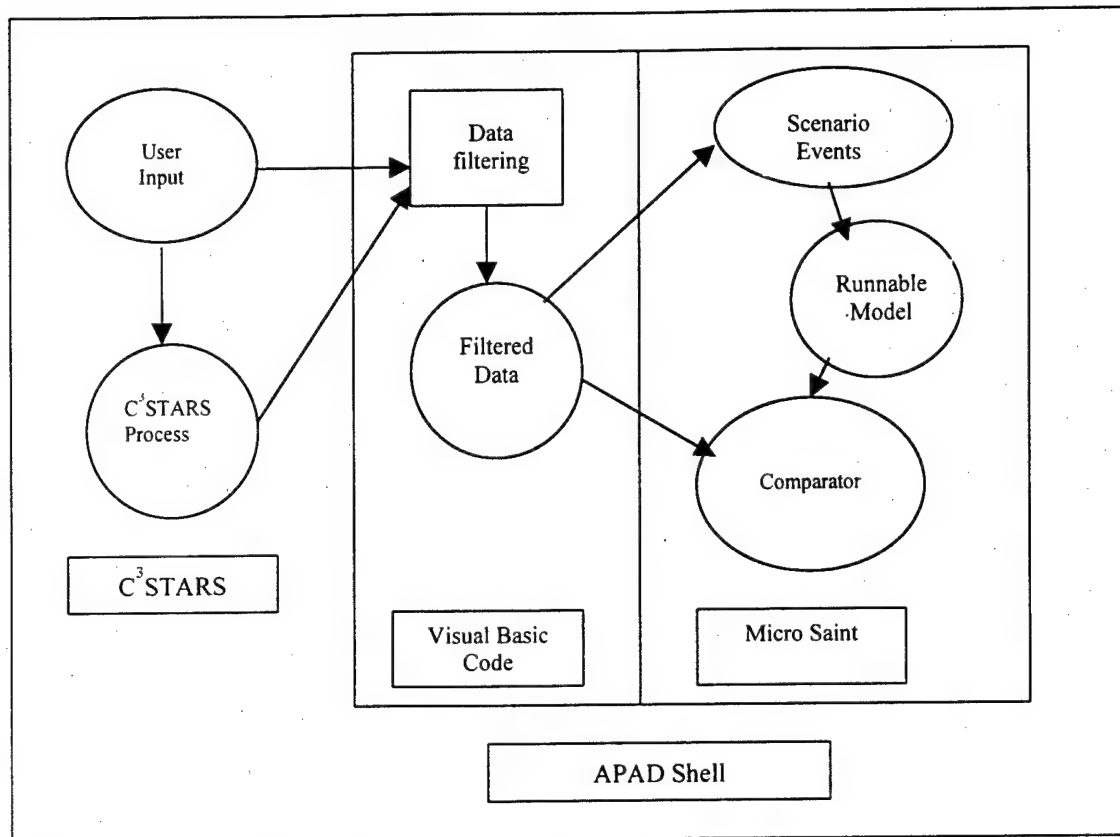 User
Input
Data
filtering
Scenario
Events
Runnable
Model
Filtered
Data
C³STARS
Process
Comparator
C³STARS
Visual Basic
Code
Micro Saint
APAD Shell